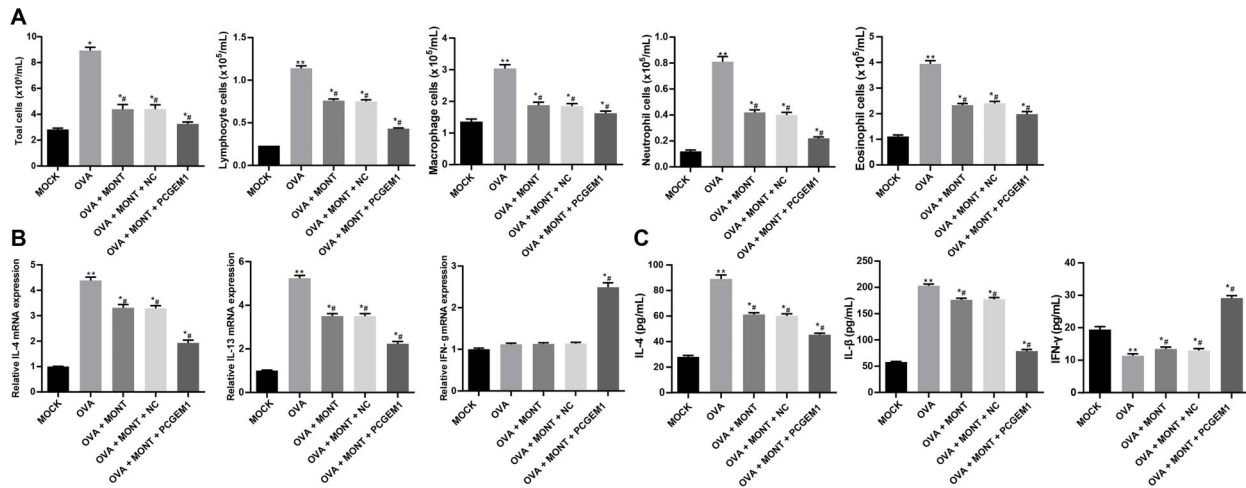 A
Toal cells (x10⁶/mL)
10
8
6
4
2
0
*
*#
*#
*#
MOCK
OVA
OVA + MONT
OVA + MONT + NC
OVA + MONT + PCGEM1
Lymphocyte cells (x10⁵/mL)
1.5
1.0
0.5
0.0
**
*#
*#
*#
MOCK
OVA
OVA + MONT
OVA + MONT + NC
OVA + MONT + PCGEM1
Macrophage cells (x10⁵/mL)
4
3
2
1
0
**
*#
*#
*#
MOCK
OVA
OVA + MONT
OVA + MONT + NC
OVA + MONT + PCGEM1
Neutrophil cells (x10⁵/mL)
1.0
0.8
0.6
0.4
0.2
0.0
**
*#
*#
*#
MOCK
OVA
OVA + MONT
OVA + MONT + NC
OVA + MONT + PCGEM1
Eosinophil cells (x10⁵/mL)
5
4
3
2
1
0
**
*#
*#
*#
MOCK
OVA
OVA + MONT
OVA + MONT + NC
OVA + MONT + PCGEM1
B
Relative IL-4 mRNA expression
5
4
3
2
1
0
**
*#
*#
*#
MOCK
OVA
OVA + MONT
OVA + MONT + NC
OVA + MONT + PCGEM1
Relative IL-13 mRNA expression
6
4
2
0
**
*#
*#
*#
MOCK
OVA
OVA + MONT
OVA + MONT + NC
OVA + MONT + PCGEM1
Relative IFN- g mRNA expression
3
2
1
0
*#
MOCK
OVA
OVA + MONT
OVA + MONT + NC
OVA + MONT + PCGEM1
C
IL-4 (pg/mL)
100
80
60
40
20
0
**
*#
*#
*#
MOCK
OVA
OVA + MONT
OVA + MONT + NC
OVA + MONT + PCGEM1
IL-β
(pg/mL)
250
200
150
100
50
0
**
*#
*#
*#
MOCK
OVA
OVA + MONT
OVA + MONT + NC
OVA + MONT + PCGEM1
IFN-γ
(pg/mL)
40
30
20
10
0
**
*#
*#
*#
MOCK
OVA
OVA + MONT
OVA + MONT + NC
OVA + MONT + PCGEM1